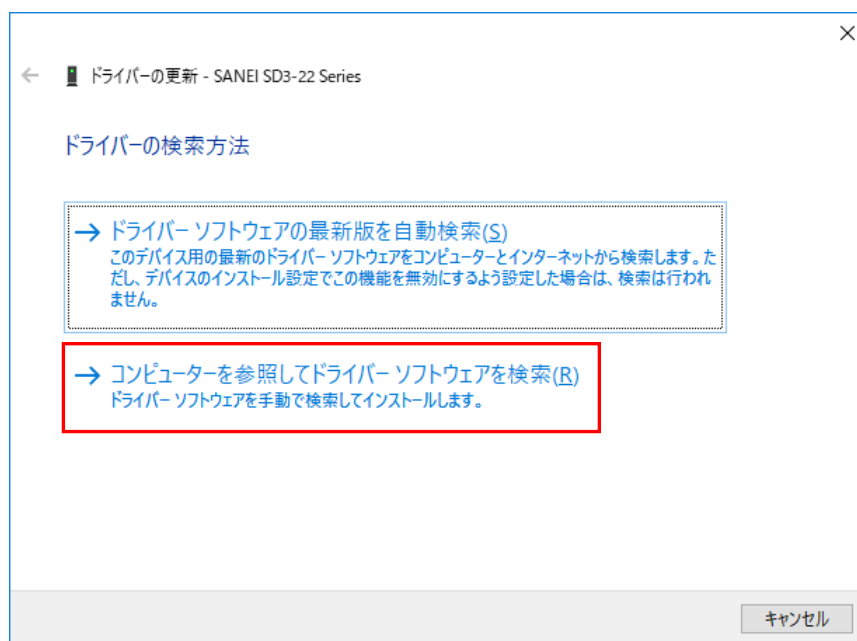 ドライバーの更新 - SANEI SD3-22 Series
ドライバーの検索方法
ドライバー ソフトウェアの最新版を自動検索(S)
このデバイス用の最新のドライバー ソフトウェアをコンピューターとインターネットから検索します。た
だし、デバイスのインストール設定でこの機能を無効にするよう設定した場合は、検索は行われ
ません。
コンピューターを参照してドライバー ソフトウェアを検索(R)
ドライバー ソフトウェアを手動で検索してインストールします。
キャンセル